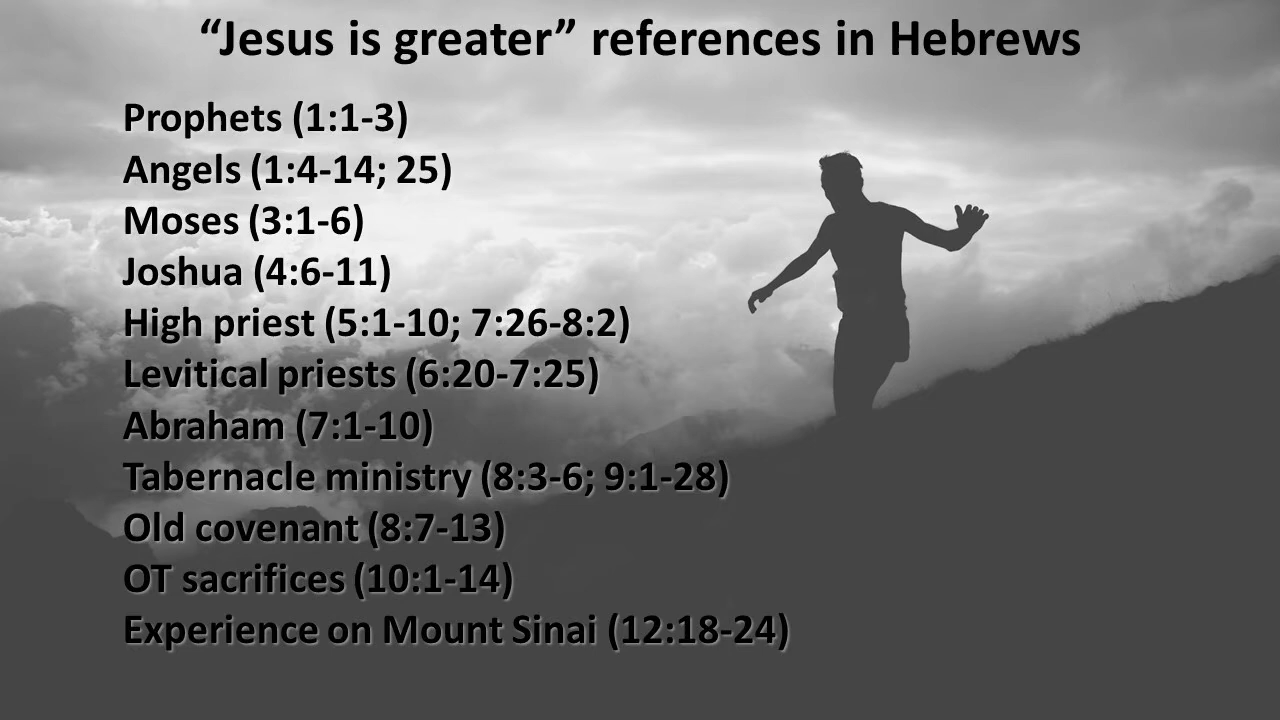 “Jesus is greater” references in Hebrews
Prophets (1:1-3)
Angels (1:4-14; 25)
Moses (3:1-6)
Joshua (4:6-11)
High priest (5:1-10; 7:26-8:2)
Levitical priests (6:20-7:25)
Abraham (7:1-10)
Tabernacle ministry (8:3-6; 9:1-28)
Old covenant (8:7-13)
OT sacrifices (10:1-14)
Experience on Mount Sinai (12:18-24)